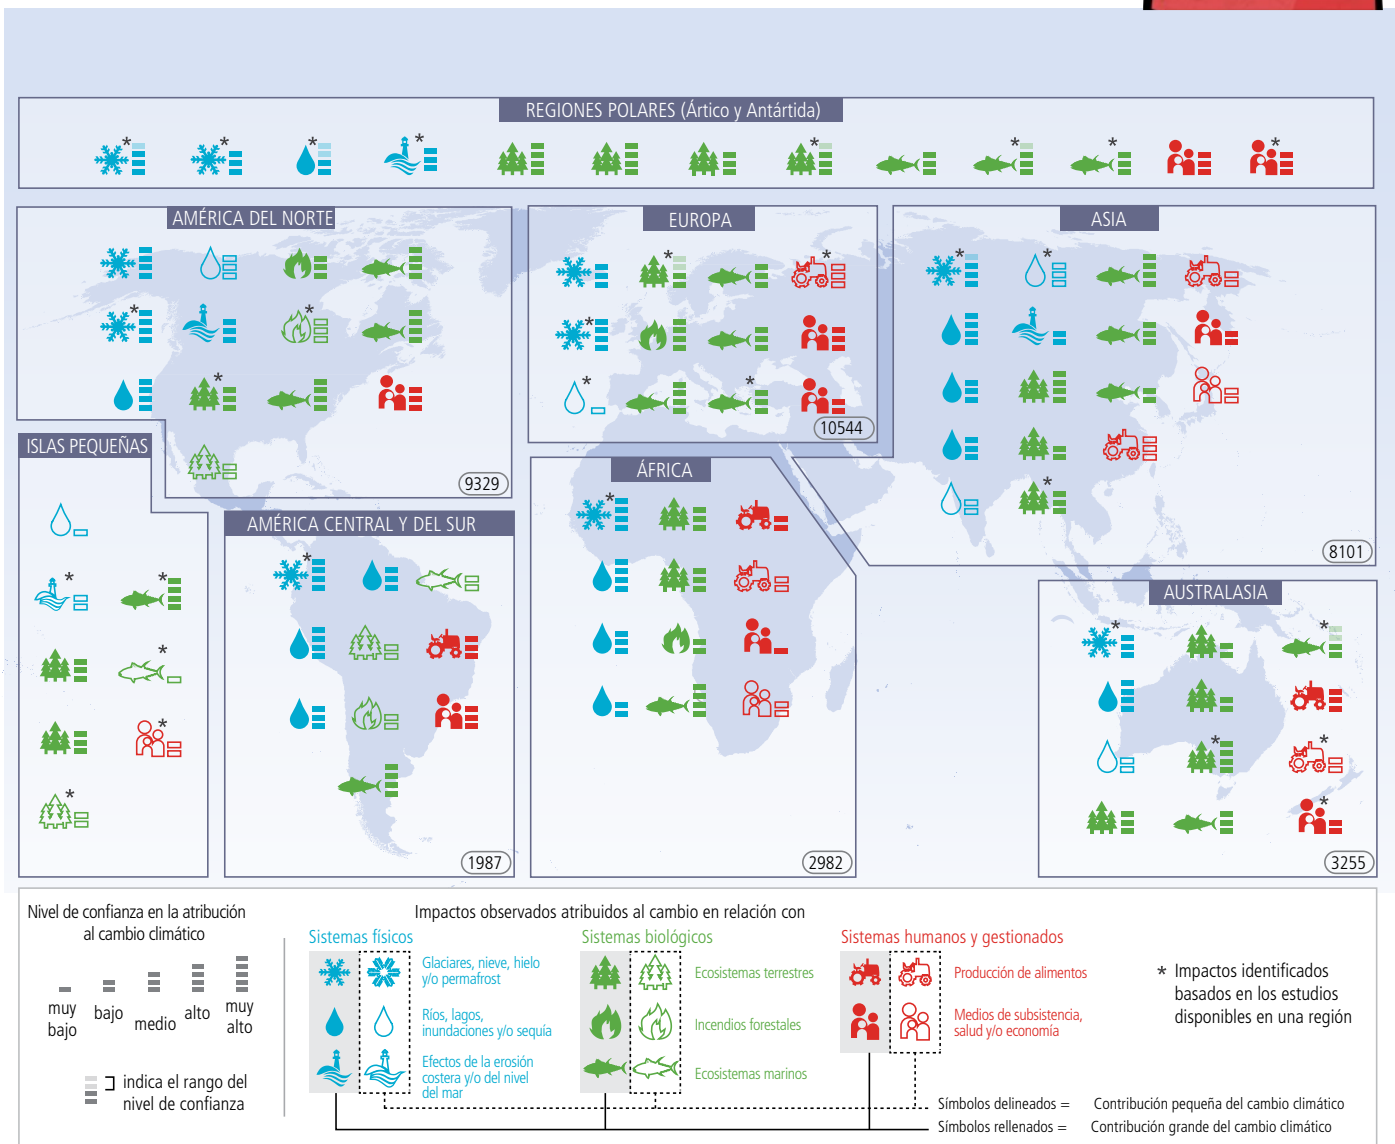 REGIONES POLARES (Ártico y Antártida)
* * * * * * * *
AMÉRICA DEL NORTE
* * *
9329
EUROPA
* * * * *
10544
ASIA
* * *
8101
ISLAS PEQUEÑAS
* * * * *
AMÉRICA CENTRAL Y DEL SUR
*
1987
ÁFRICA
*
2982
AUSTRALASIA
* * * * *
3255
Nivel de confianza en la atribución
al cambio climático
muy
bajo
bajo
medio
alto
muy
alto
indica el rango del
nivel de confianza
Impactos observados atribuidos al cambio en relación con
Sistemas físicos
Glaciares, nieve, hielo
y/o permafrost
Ríos, lagos,
inundaciones y/o sequía
Efectos de la erosión
costera y/o del nivel
del mar
Sistemas biológicos
Ecosistemas terrestres
Incendios forestales
Ecosistemas marinos
Sistemas humanos y gestionados
Producción de alimentos
Medios de subsistencia,
salud y/o economía
* Impactos identificados
basados en los estudios
disponibles en una región
Símbolos delineados = Contribución pequeña del cambio climático
Símbolos rellenados = Contribución grande del cambio climático